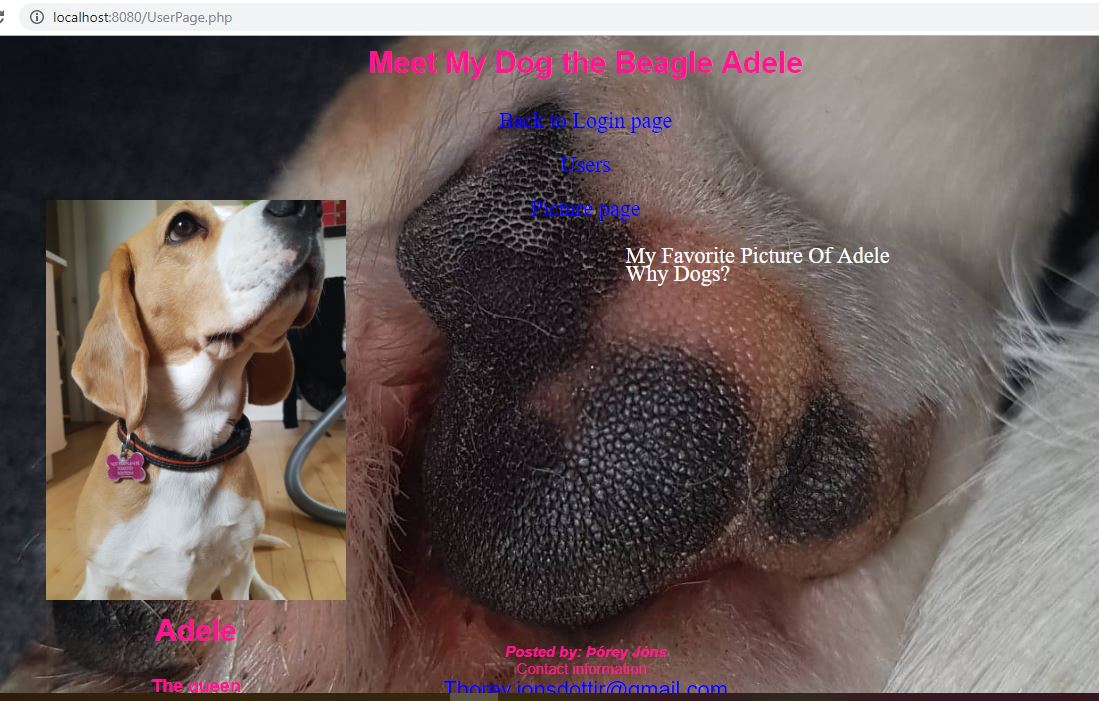 localhost:8080/UserPage.php
Meet My Dog the Beagle Adele
Back to Login page
Users
Picture page
My Favorite Picture Of Adele
Why Dogs?
Adele
The queen
Posted by: Þórey Jóns
Contact information
Thorey.jonsdottir@gmail.com